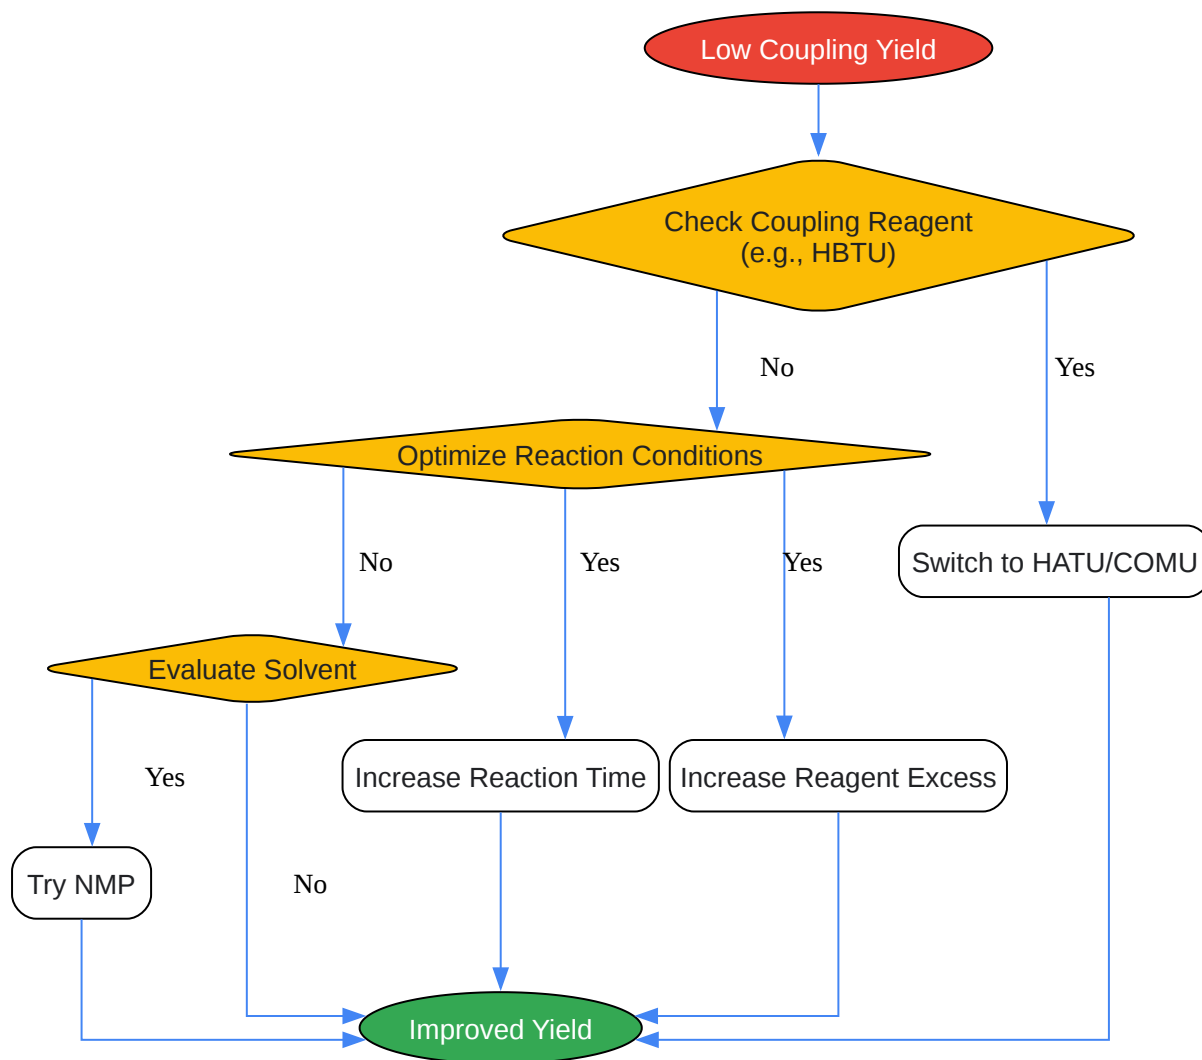 Low Coupling Yield
Check Coupling Reagent
(e.g., HBTU)
No
Yes
Optimize Reaction Conditions
No
Yes
Yes
Switch to HATU/COMU
Evaluate Solvent
Yes
Increase Reaction Time
Increase Reagent Excess
Try NMP
No
Improved Yield